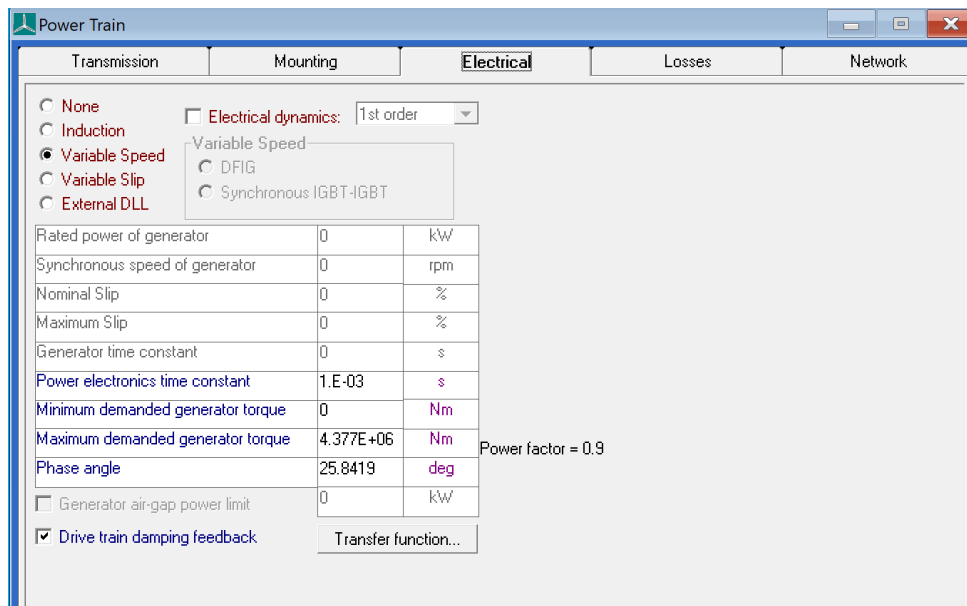 Power Train
Transmission
Mounting
Electrical
Losses
Network
None
Induction
Variable Speed
Variable Slip
External DLL
Electrical dynamics: 1st order
Variable Speed
DFIG
Synchronous IGBT-IGBT
Rated power of generator 0 kW
Synchronous speed of generator 0 rpm
Nominal Slip 0 %
Maximum Slip 0 %
Generator time constant 0 s
Power electronics time constant 1.E-03 s
Minimum demanded generator torque 0 Nm
Maximum demanded generator torque 4.377E+06 Nm
Power factor = 0.9
Phase angle 25.8419 deg
Generator air-gap power limit 0 kW
Drive train damping feedback Transfer function...